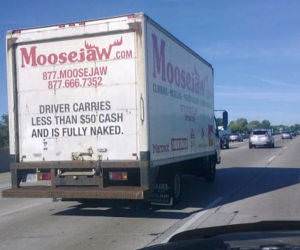 Moosejaw.com
877.MOOSEJAW
877.666.7352
DRIVER CARRIES
LESS THAN $50 CASH
AND IS FULLY NAKED.
Moosejaw